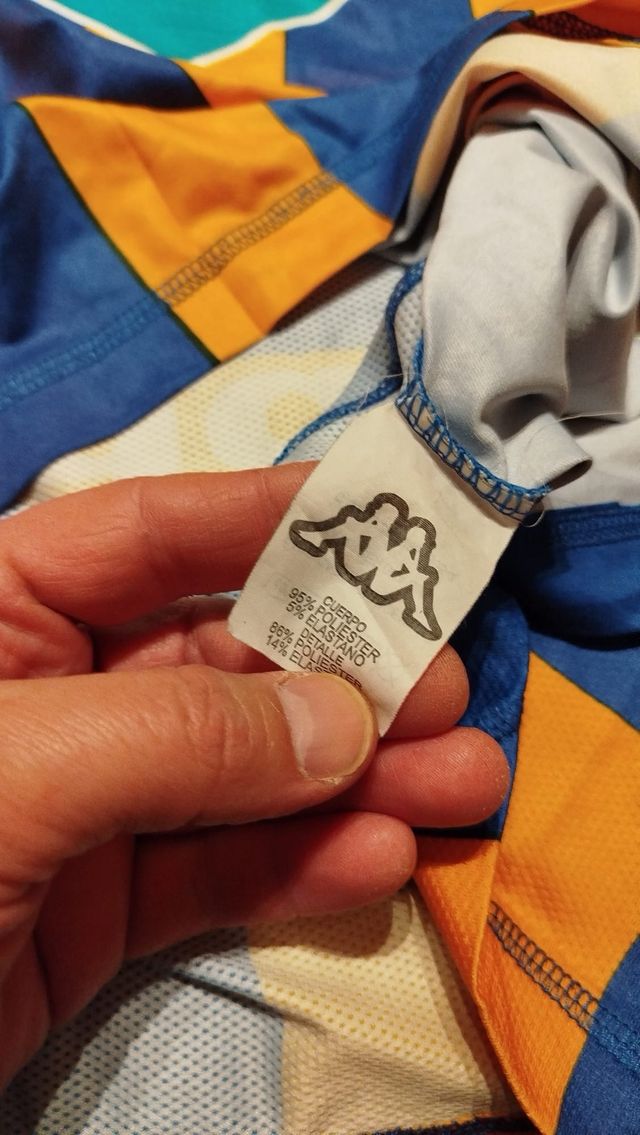 CUERPO
95% POLIESTER
5% ELASTANO
DETALLE
86% POLIESTER
14%